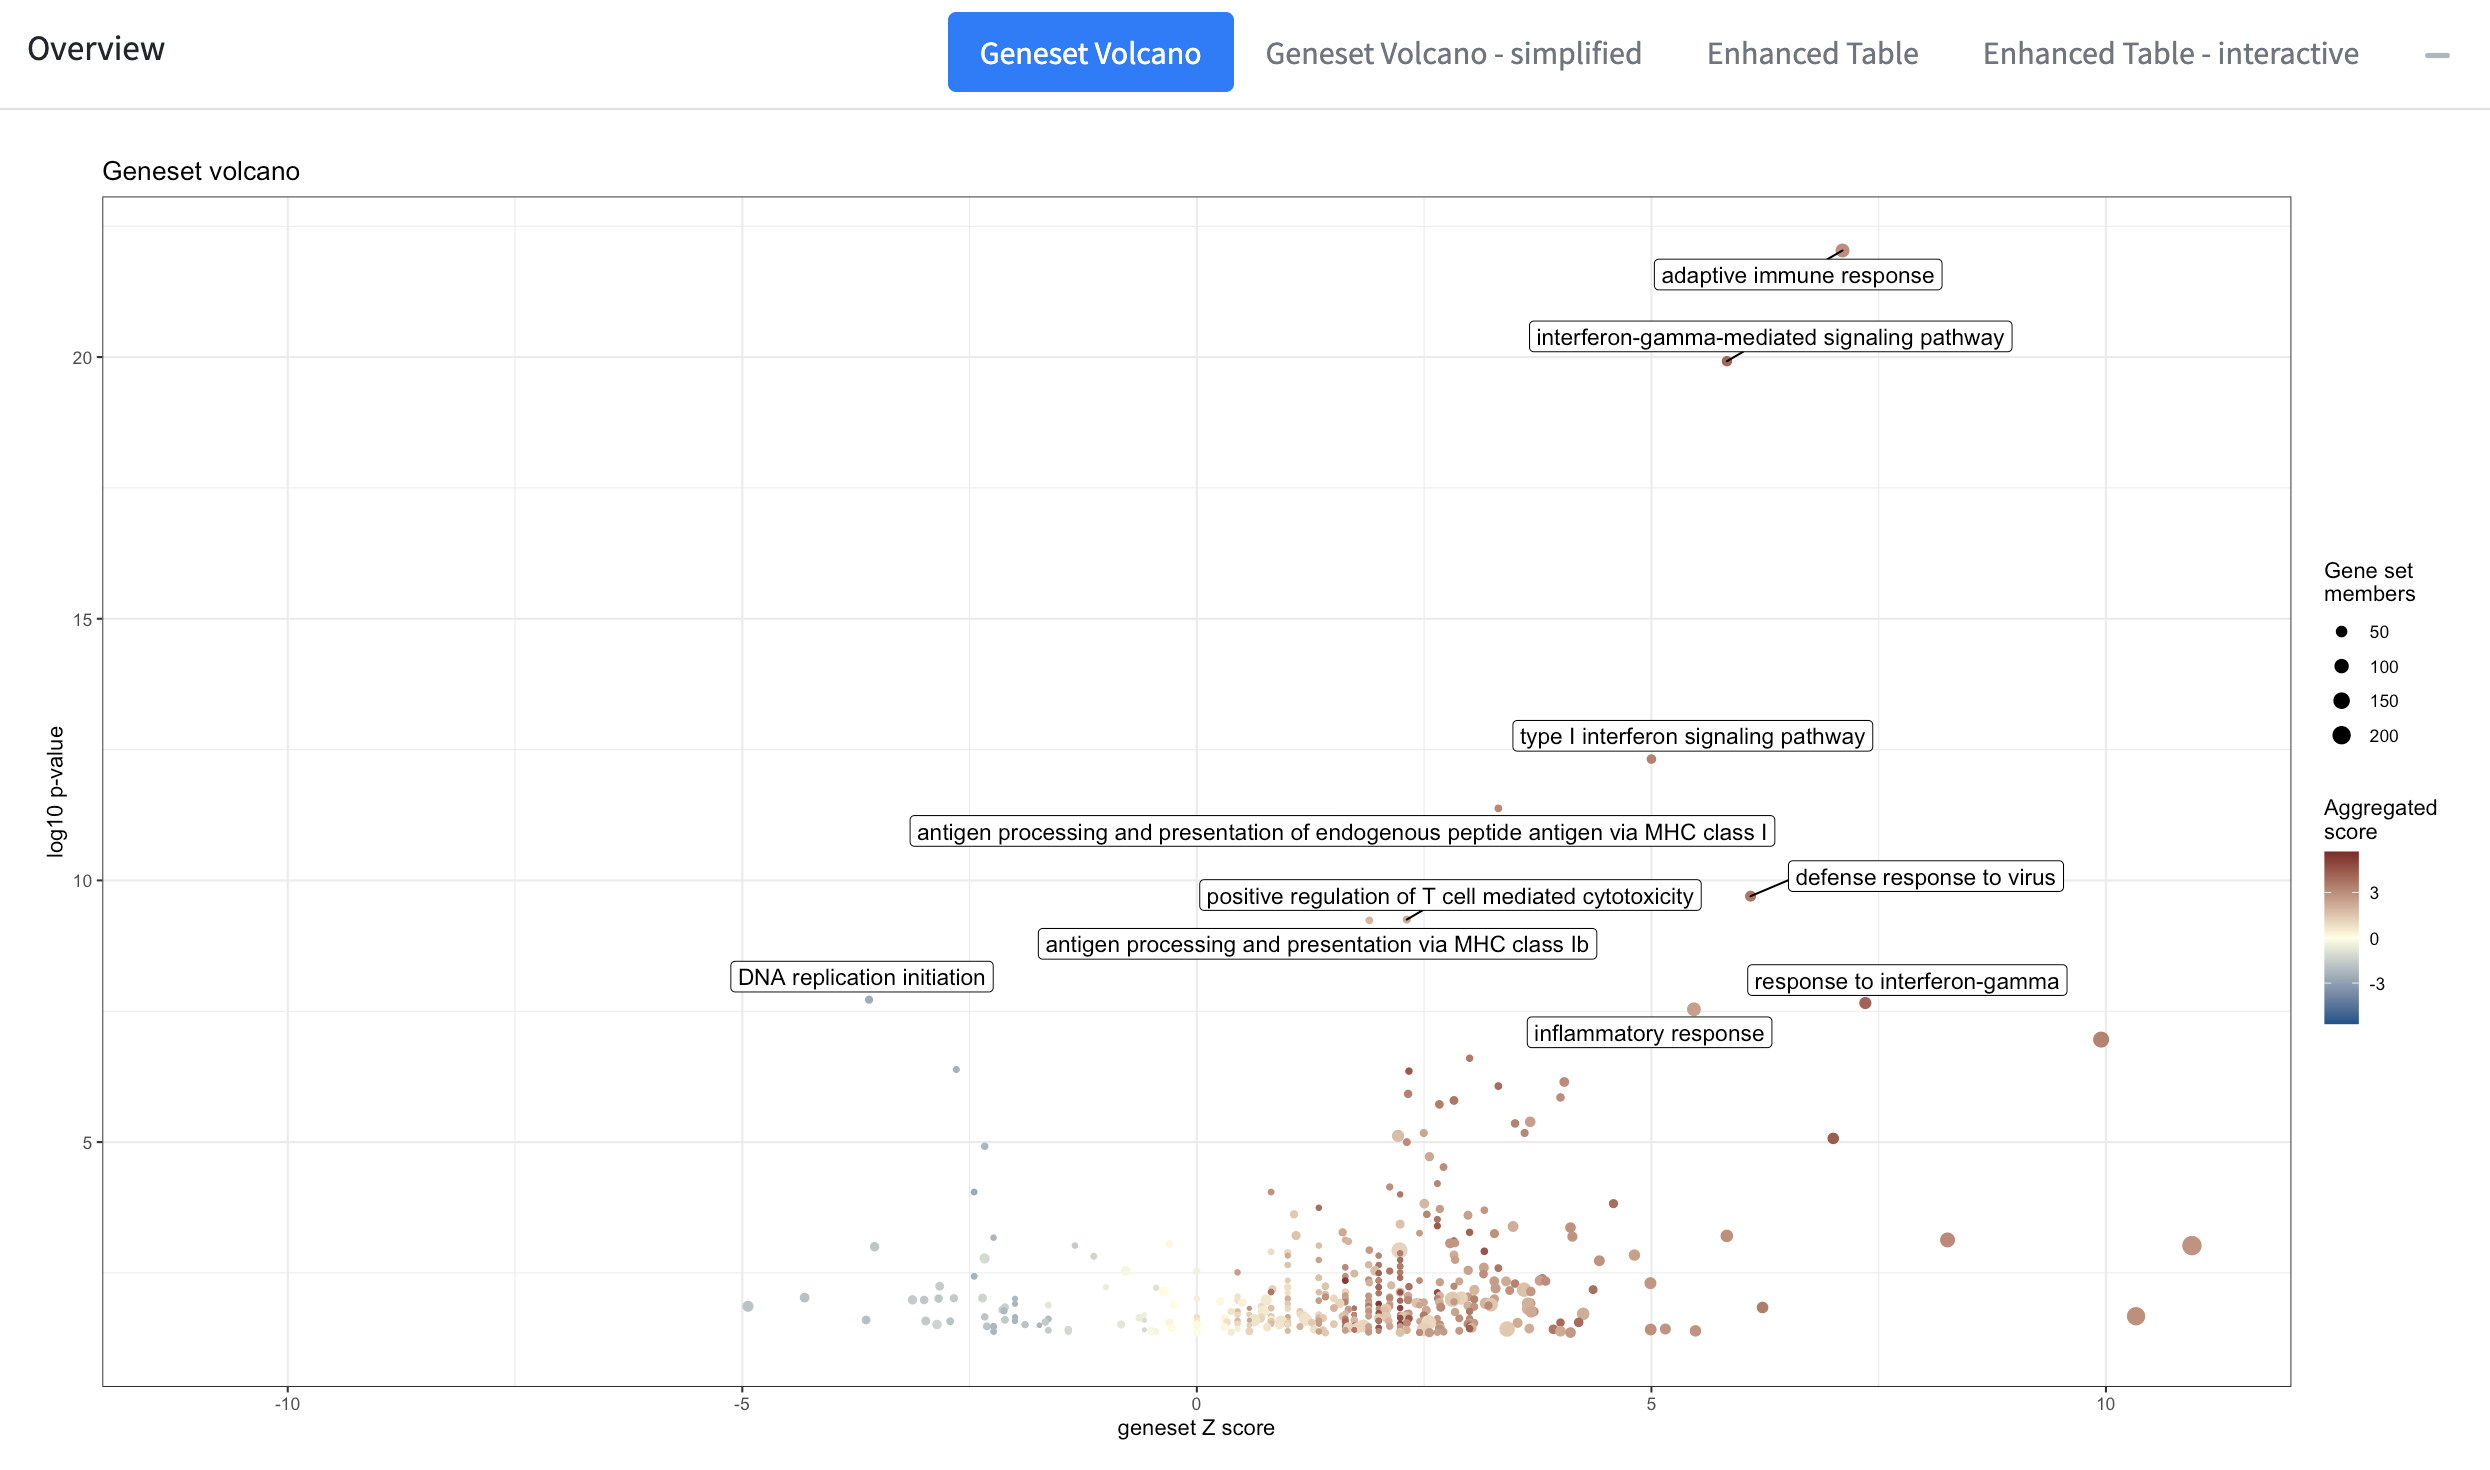 Overview
Geneset Volcano
Geneset Volcano - simplified
Enhanced Table
Enhanced Table - interactive
Geneset volcano
adaptive immune response
interferon-gamma-mediated signaling pathway
type I interferon signaling pathway
antigen processing and presentation of endogenous peptide antigen via MHC class I
defense response to virus
positive regulation of T cell mediated cytotoxicity
antigen processing and presentation via MHC class Ib
DNA replication initiation
response to interferon-gamma
inflammatory response
20
15
10
5
log10 p-value
-10
-5
0
5
10
geneset Z score
Gene set
members
50
100
150
200
Aggregated
score
3
0
-3